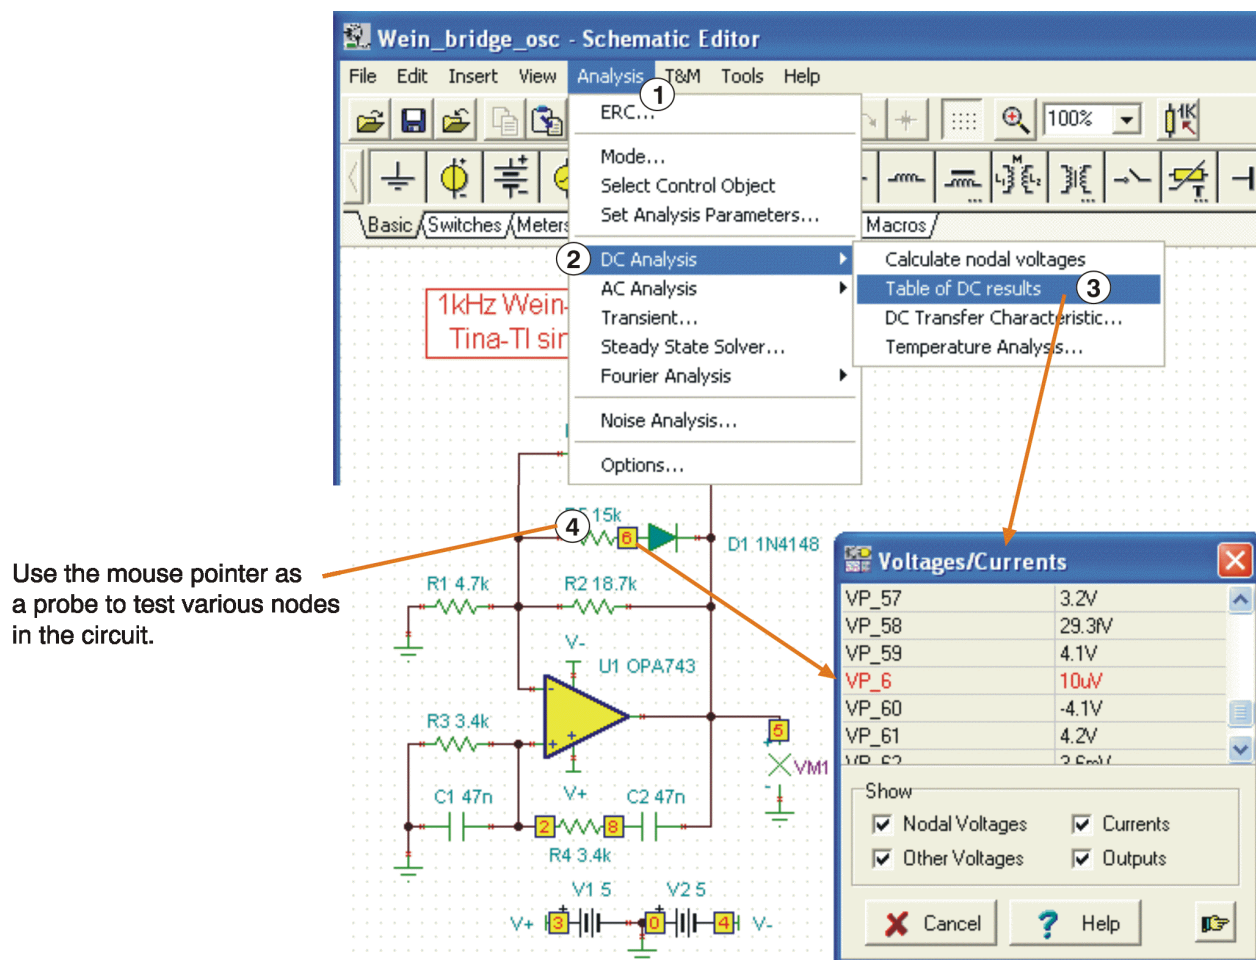 Wein_bridge_osc - Schematic Editor
File Edit Insert View Analysis T&M Tools Help
1
ERC...
100%
1K
Mode...
Select Control Object
Set Analysis Parameters...
M
L1 L2
T
Basic Switches Meters Macros
2 DC Analysis
Calculate nodal voltages
AC Analysis
Table of DC results 3
Transient...
DC Transfer Characteristic...
Steady State Solver...
Temperature Analysis...
Fourier Analysis
Noise Analysis...
Options...
1kHz Wein-
Tina-TI
4
15k
6
D1 1N4148
Use the mouse pointer as
a probe to test various nodes
in the circuit.
R1 4.7k
R2 18.7k
V-
U1 OPA743
R3 3.4k
5
VM1
C1 47n
V+
C2 47n
2
8
R4 3.4k
V1 5
V2 5
V+ 3 0 4 V-
Voltages/Currents
VP_57 3.2V
VP_58 29.3fV
VP_59 4.1V
VP_6 10uV
VP_60 -4.1V
VP_61 4.2V
VP_62 3.6mV
Show
Nodal Voltages Currents
Other Voltages Outputs
Cancel Help